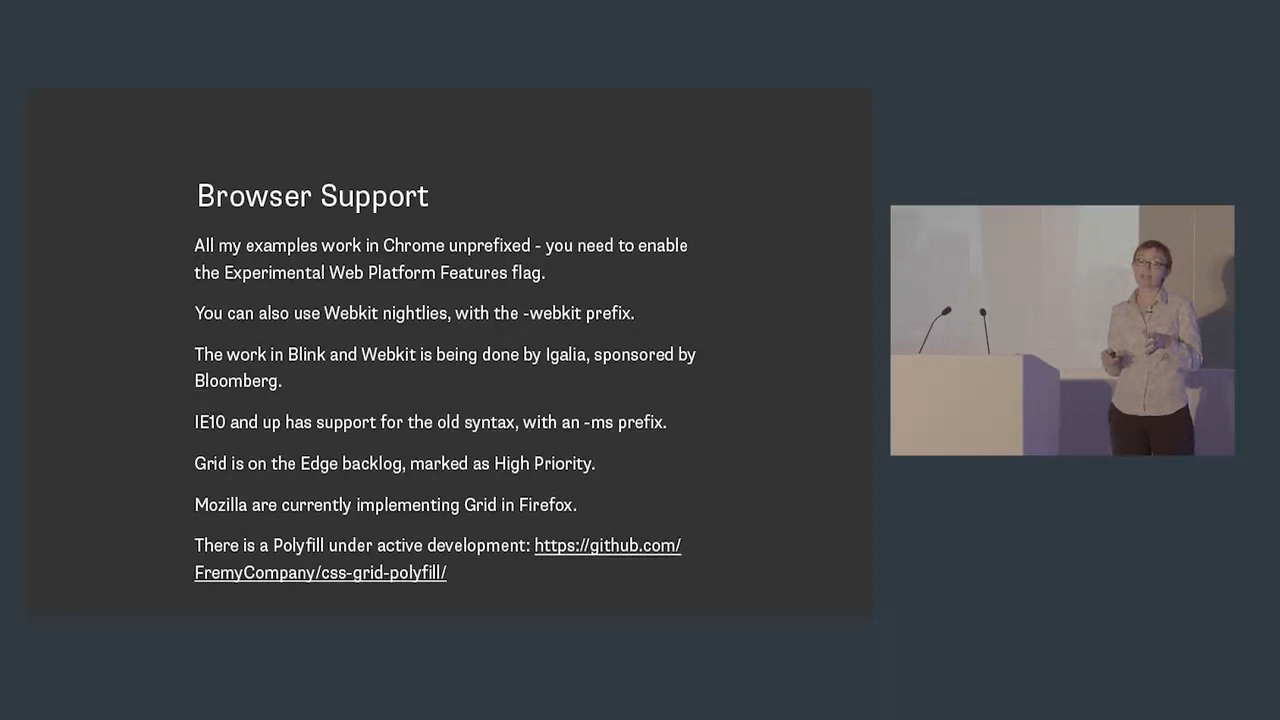 Browser Support
All my examples work in Chrome unprefixed - you need to enable
the Experimental Web Platform Features flag.
You can also use Webkit nightlies, with the -webkit prefix.
The work in Blink and Webkit is being done by Igalia, sponsored by
Bloomberg.
IE10 and up has support for the old syntax, with an -ms prefix.
Grid is on the Edge backlog, marked as High Priority.
Mozilla are currently implementing Grid in Firefox.
There is a Polyfill under active development: https://github.com/
FremyCompany/css-grid-polyfill/